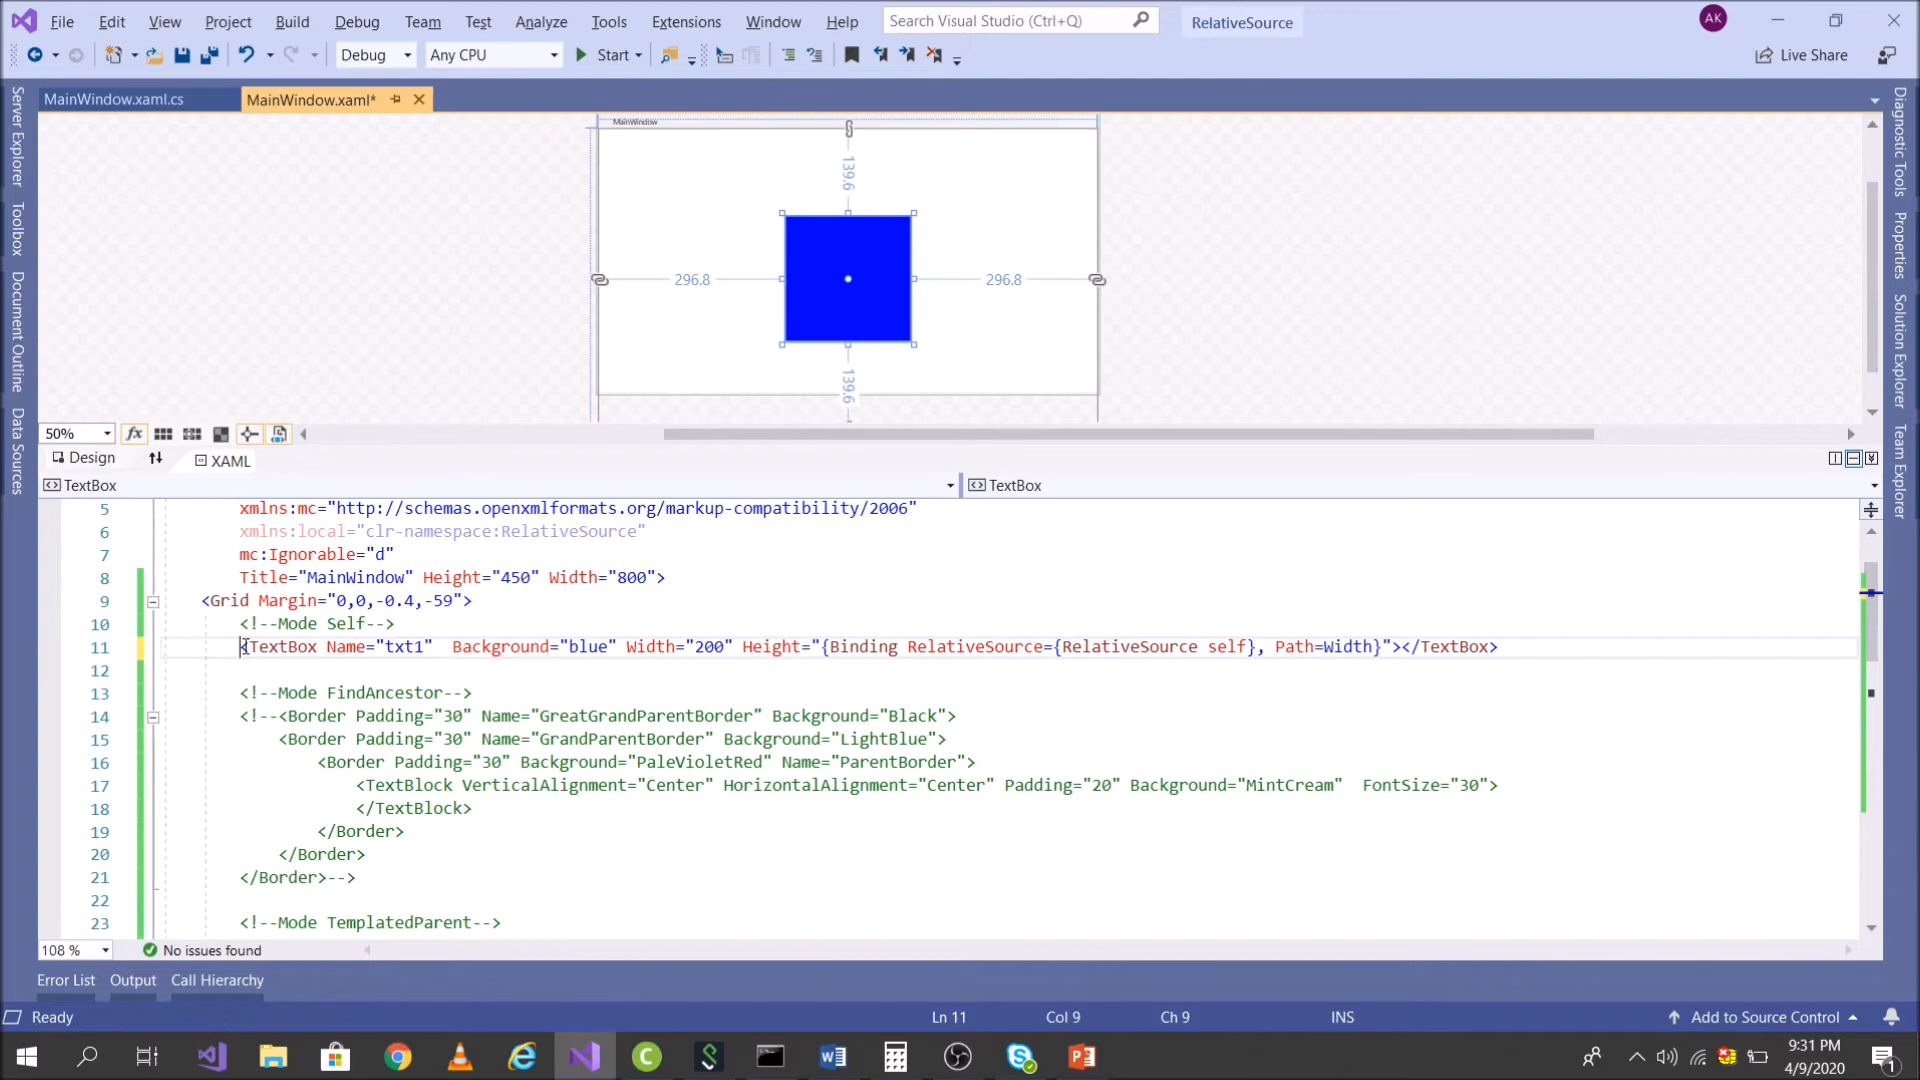 File Edit View Project Build Debug Team Test Analyze Tools Extensions Window Help Search Visual Studio (Ctrl+Q) RelativeSource AK
Debug Any CPU Start Live Share
MainWindow.xaml.cs MainWindow.xaml*
Server Explorer
Toolbox
Document Outline
Data Sources
Diagnostic Tools
Properties
Solution Explorer
Team Explorer
MainWindow
139.6
296.8 296.8
139.6
50% fx
Design XAML
TextBox TextBox
5 xmlns:mc="http://schemas.openxmlformats.org/markup-compatibility/2006"
6 xmlns:local="clr-namespace:RelativeSource"
7 mc:Ignorable="d"
8 Title="MainWindow" Height="450" Width="800">
9 <Grid Margin="0,0,-0.4,-59">
10 <!--Mode Self-->
11 <TextBox Name="txt1"  Background="blue" Width="200" Height="{Binding RelativeSource={RelativeSource self}, Path=Width}"></TextBox>
12
13 <!--Mode FindAncestor-->
14 <!--<Border Padding="30" Name="GreatGrandParentBorder" Background="Black">
15 <Border Padding="30" Name="GrandParentBorder" Background="LightBlue">
16 <Border Padding="30" Background="PaleVioletRed" Name="ParentBorder">
17 <TextBlock VerticalAlignment="Center" HorizontalAlignment="Center" Padding="20" Background="MintCream"  FontSize="30">
18 </TextBlock>
19 </Border>
20 </Border>
21 </Border>-->
22
23 <!--Mode TemplatedParent-->
108 % No issues found
Error List Output Call Hierarchy
Ready Ln 11 Col 9 Ch 9 INS Add to Source Control
9:31 PM
4/9/2020
1